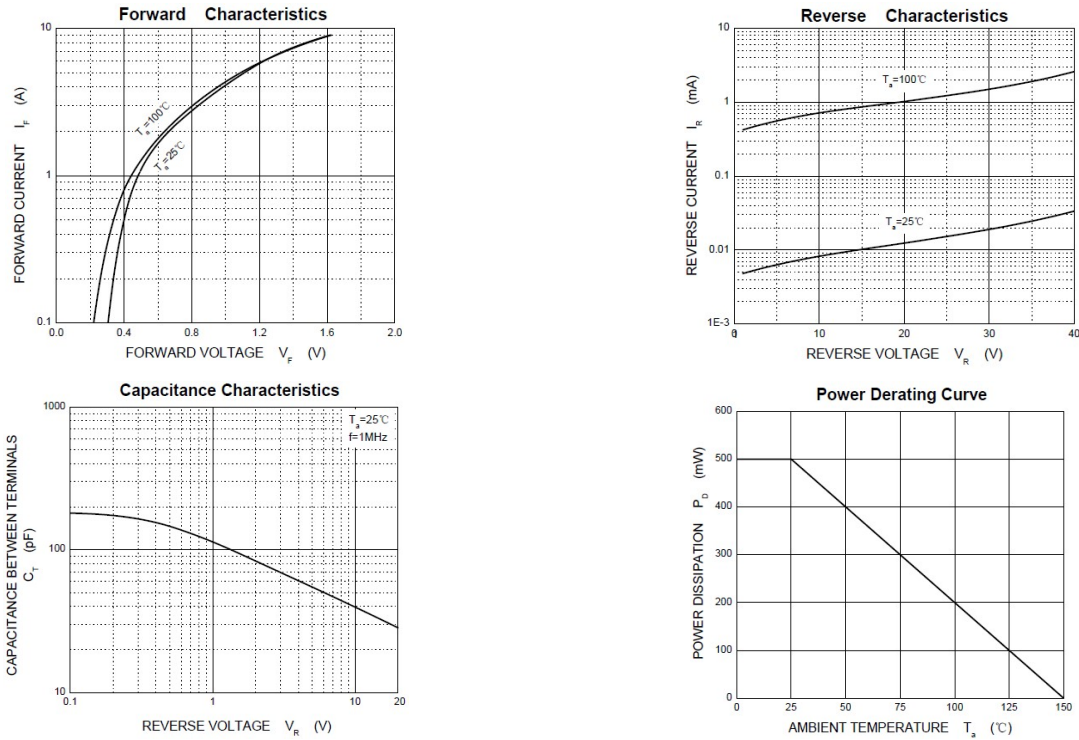 Forward Characteristics
10
1
0.1
FORWARD CURRENT I_F (A)
T_a=100℃
T_a=25℃
0.0 0.4 0.8 1.2 1.6 2.0
FORWARD VOLTAGE V_F (V)
Reverse Characteristics
10
1
0.1
0.01
1E-3
REVERSE CURRENT I_R (mA)
T_a=100℃
T_a=25℃
0 10 20 30 40
REVERSE VOLTAGE V_R (V)
Capacitance Characteristics
1000
100
10
CAPACITANCE BETWEEN TERMINALS
C_T (pF)
T_a=25℃
f=1MHz
0.1 1 10 20
REVERSE VOLTAGE V_R (V)
Power Derating Curve
600
500
400
300
200
100
0
POWER DISSIPATION P_D (mW)
0 25 50 75 100 125 150
AMBIENT TEMPERATURE T_a (℃)